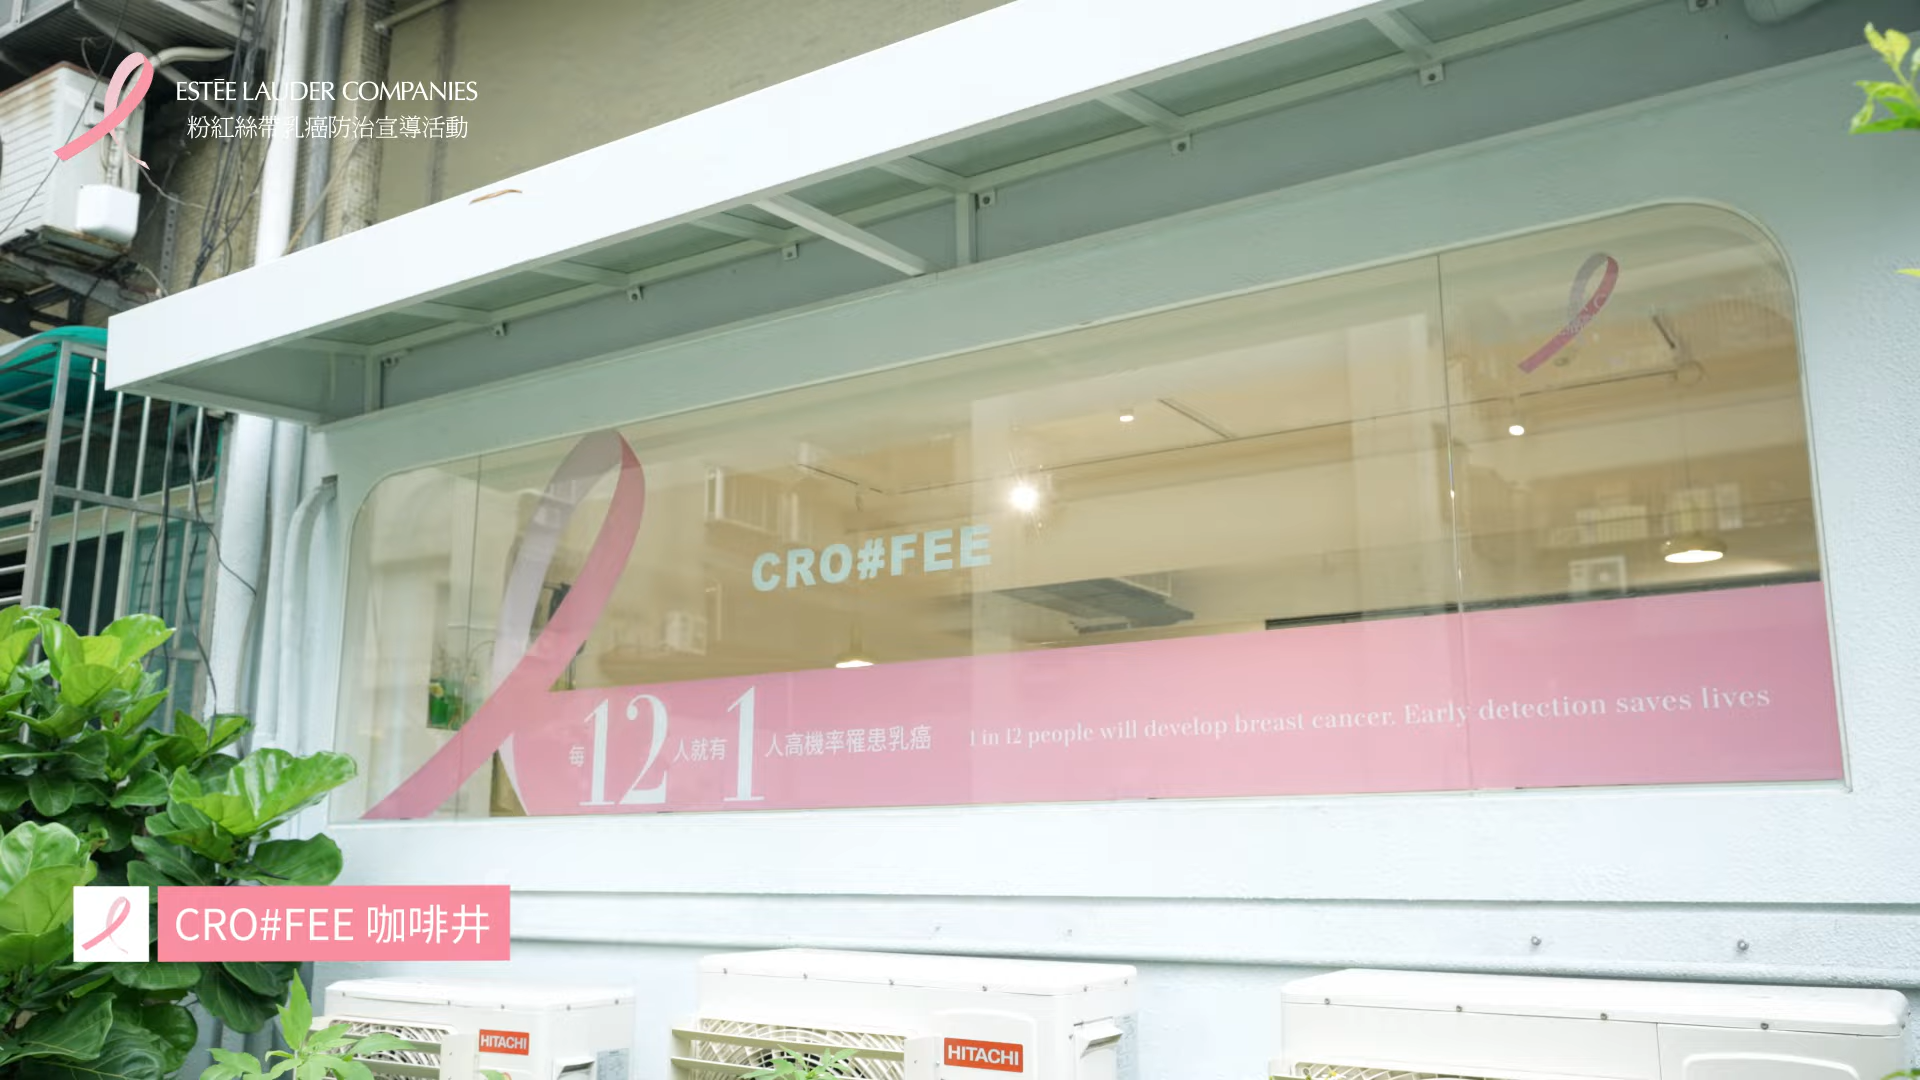 ESTĒE LAUDER COMPANIES
粉紅絲帶乳癌防治宣導活動
CRO#FEE
每12人就有1人高機率罹患乳癌
1 in 12 people will develop breast cancer. Early detection saves lives
CRO#FEE 咖啡井
HITACHI
HITACHI